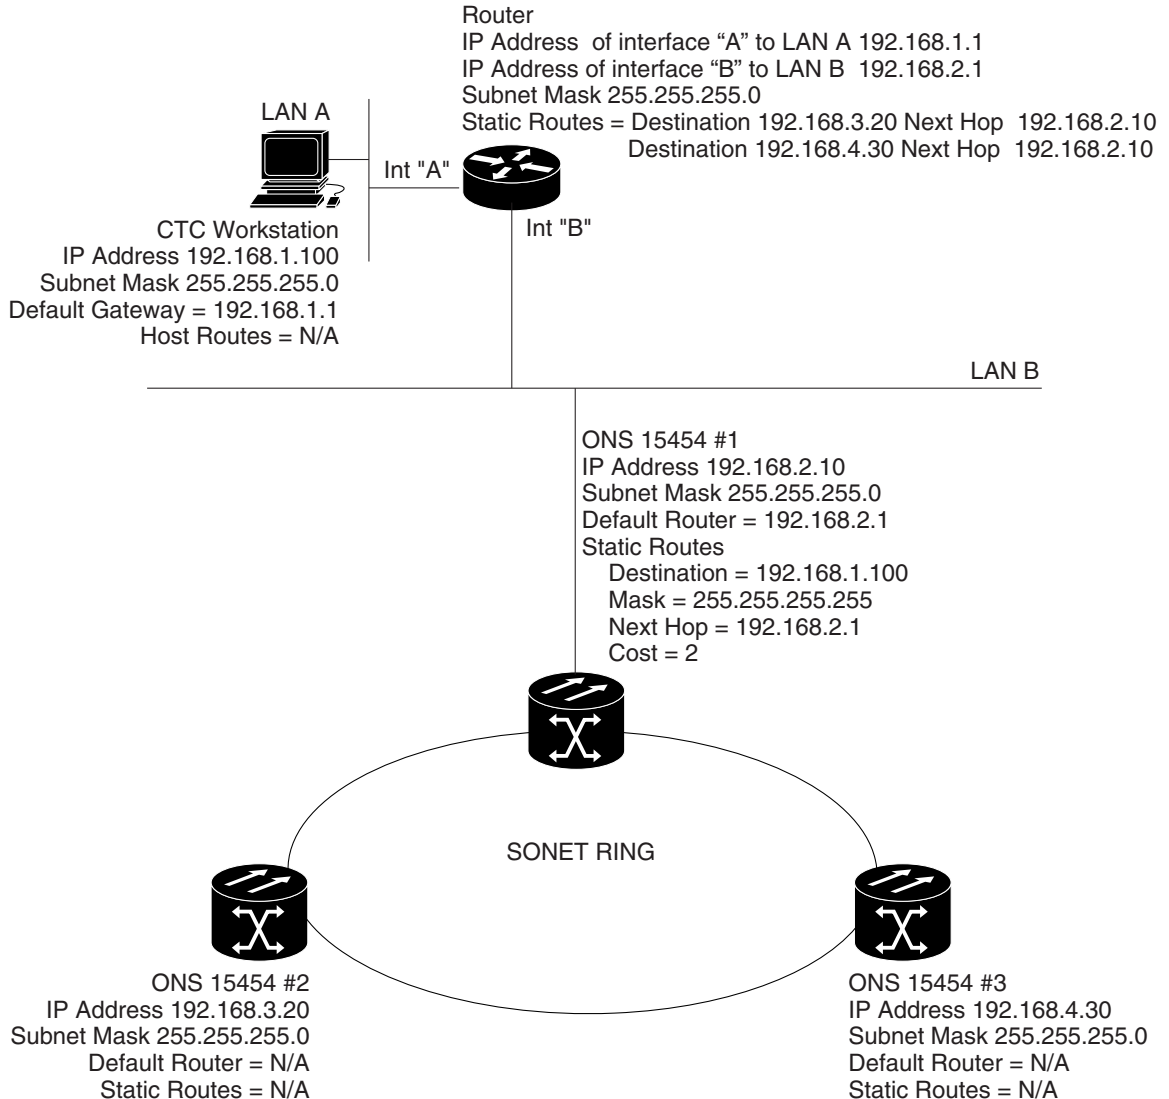 Router
IP Address  of interface “A” to LAN A 192.168.1.1
IP Address of interface “B” to LAN B  192.168.2.1
Subnet Mask 255.255.255.0
Static Routes = Destination 192.168.3.20 Next Hop  192.168.2.10
Destination 192.168.4.30 Next Hop  192.168.2.10
LAN A
Int "A"
Int "B"
CTC Workstation
IP Address 192.168.1.100
Subnet Mask 255.255.255.0
Default Gateway = 192.168.1.1
Host Routes = N/A
LAN B
ONS 15454 #1
IP Address 192.168.2.10
Subnet Mask 255.255.255.0
Default Router = 192.168.2.1
Static Routes
Destination = 192.168.1.100
Mask = 255.255.255.255
Next Hop = 192.168.2.1
Cost = 2
SONET RING
ONS 15454 #2
IP Address 192.168.3.20
Subnet Mask 255.255.255.0
Default Router = N/A
Static Routes = N/A
ONS 15454 #3
IP Address 192.168.4.30
Subnet Mask 255.255.255.0
Default Router = N/A
Static Routes = N/A